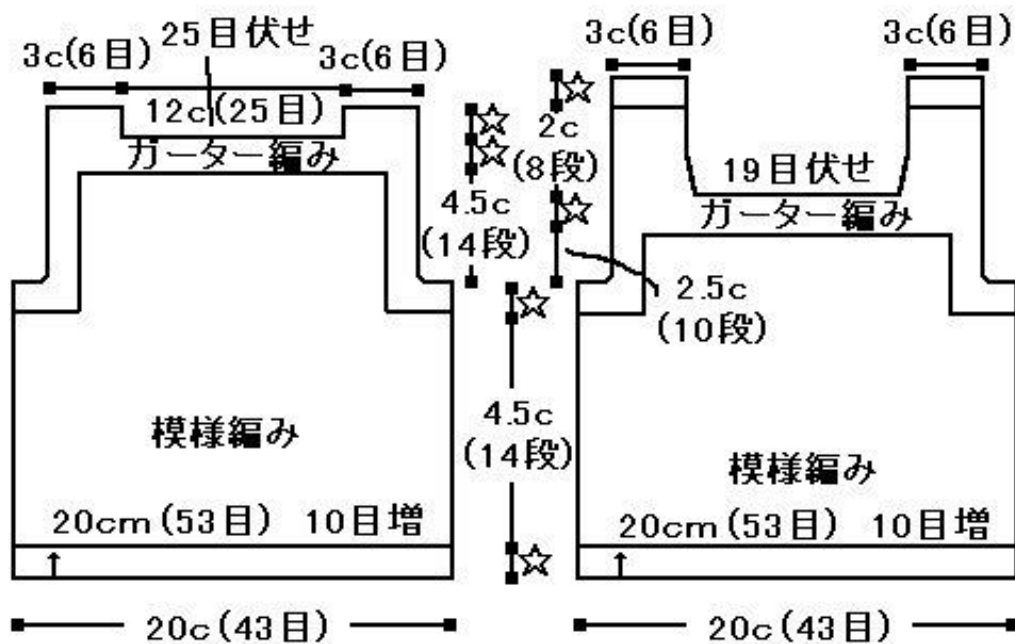 25目伏せ
3c(6目)
3c(6目)
12c(25目)
ガーター編み
☆
☆
4.5c
(14段)
模様編み
20cm(53目) 10目増
20c(43目)
☆
4.5c
(14段)
☆
3c(6目)
3c(6目)
☆
2c
(8段)
☆
19目伏せ
ガーター編み
2.5c
(10段)
模様編み
20cm(53目) 10目増
20c(43目)